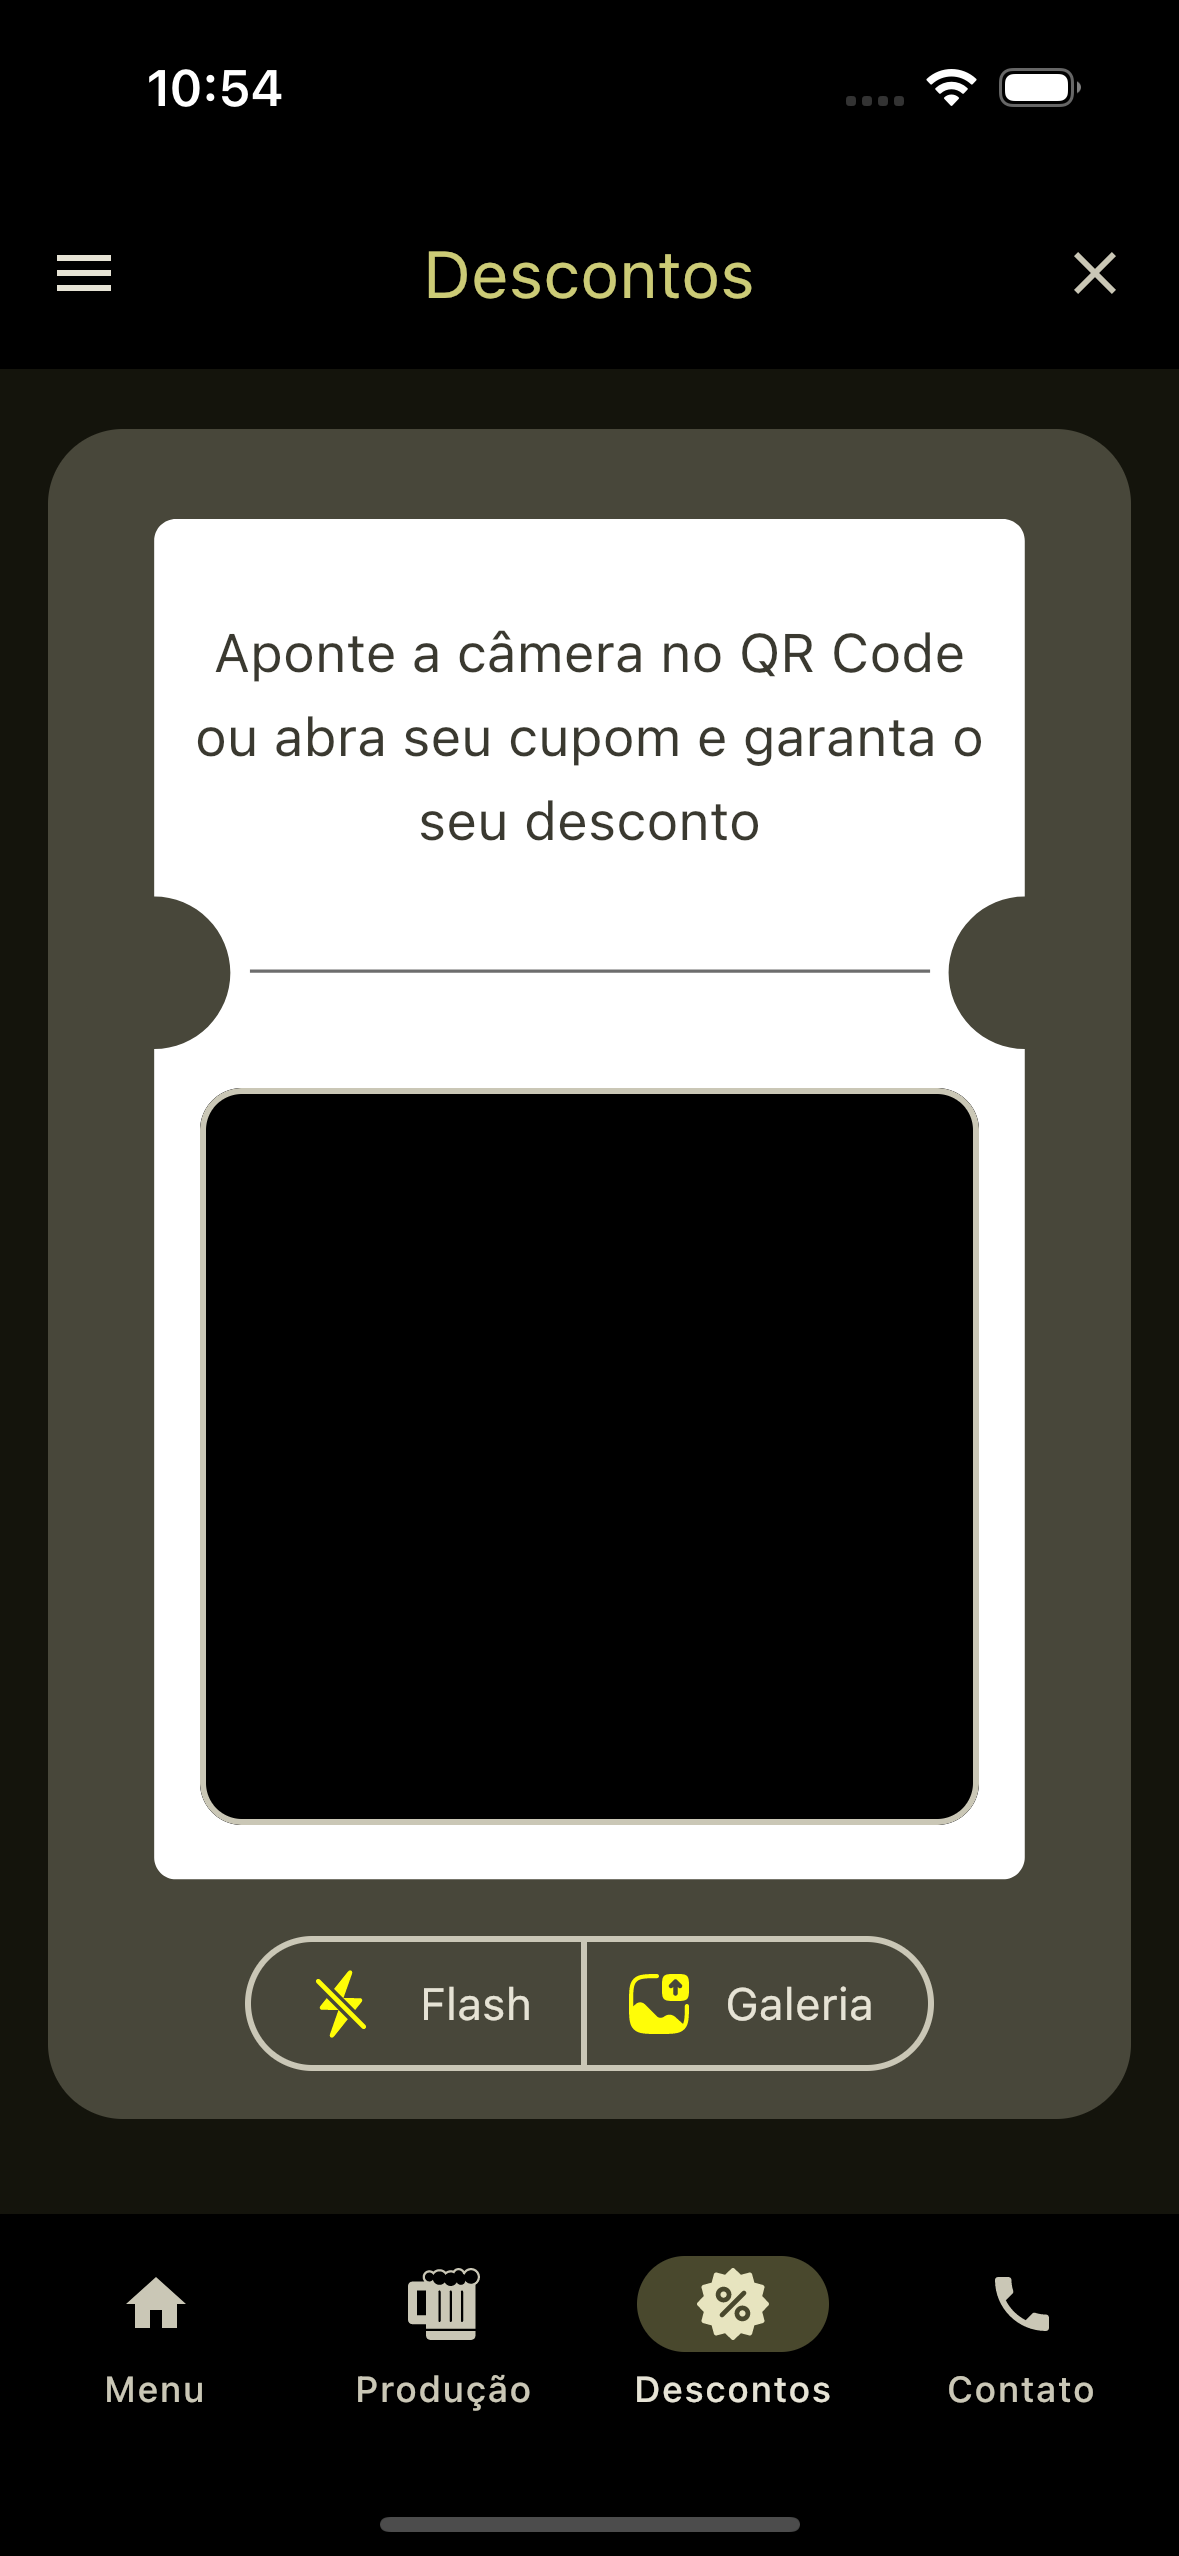 10:54
Descontos
Aponte a câmera no QR Code
ou abra seu cupom e garanta o
seu desconto
Flash
Galeria
Menu
Produção
Descontos
Contato